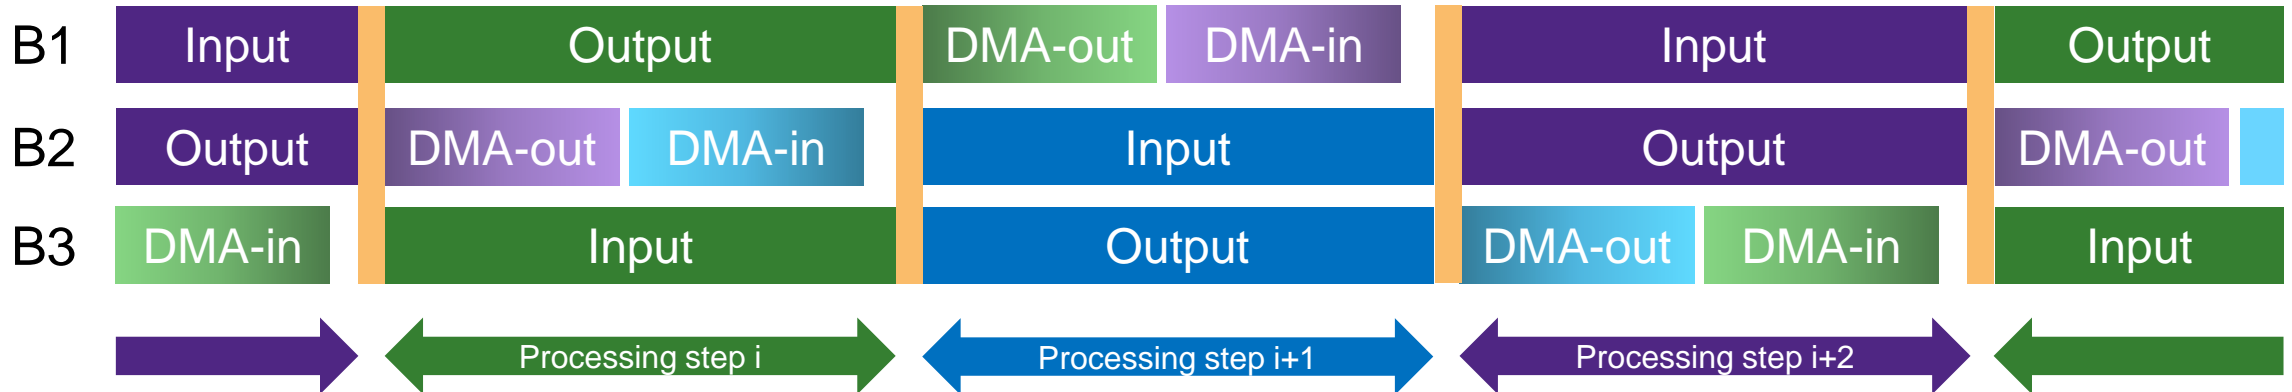 B1 Input Output DMA-out DMA-in Input Output
B2 Output DMA-out DMA-in Input Output DMA-out
B3 DMA-in Input Output DMA-out DMA-in Input
Processing step i Processing step i+1 Processing step i+2